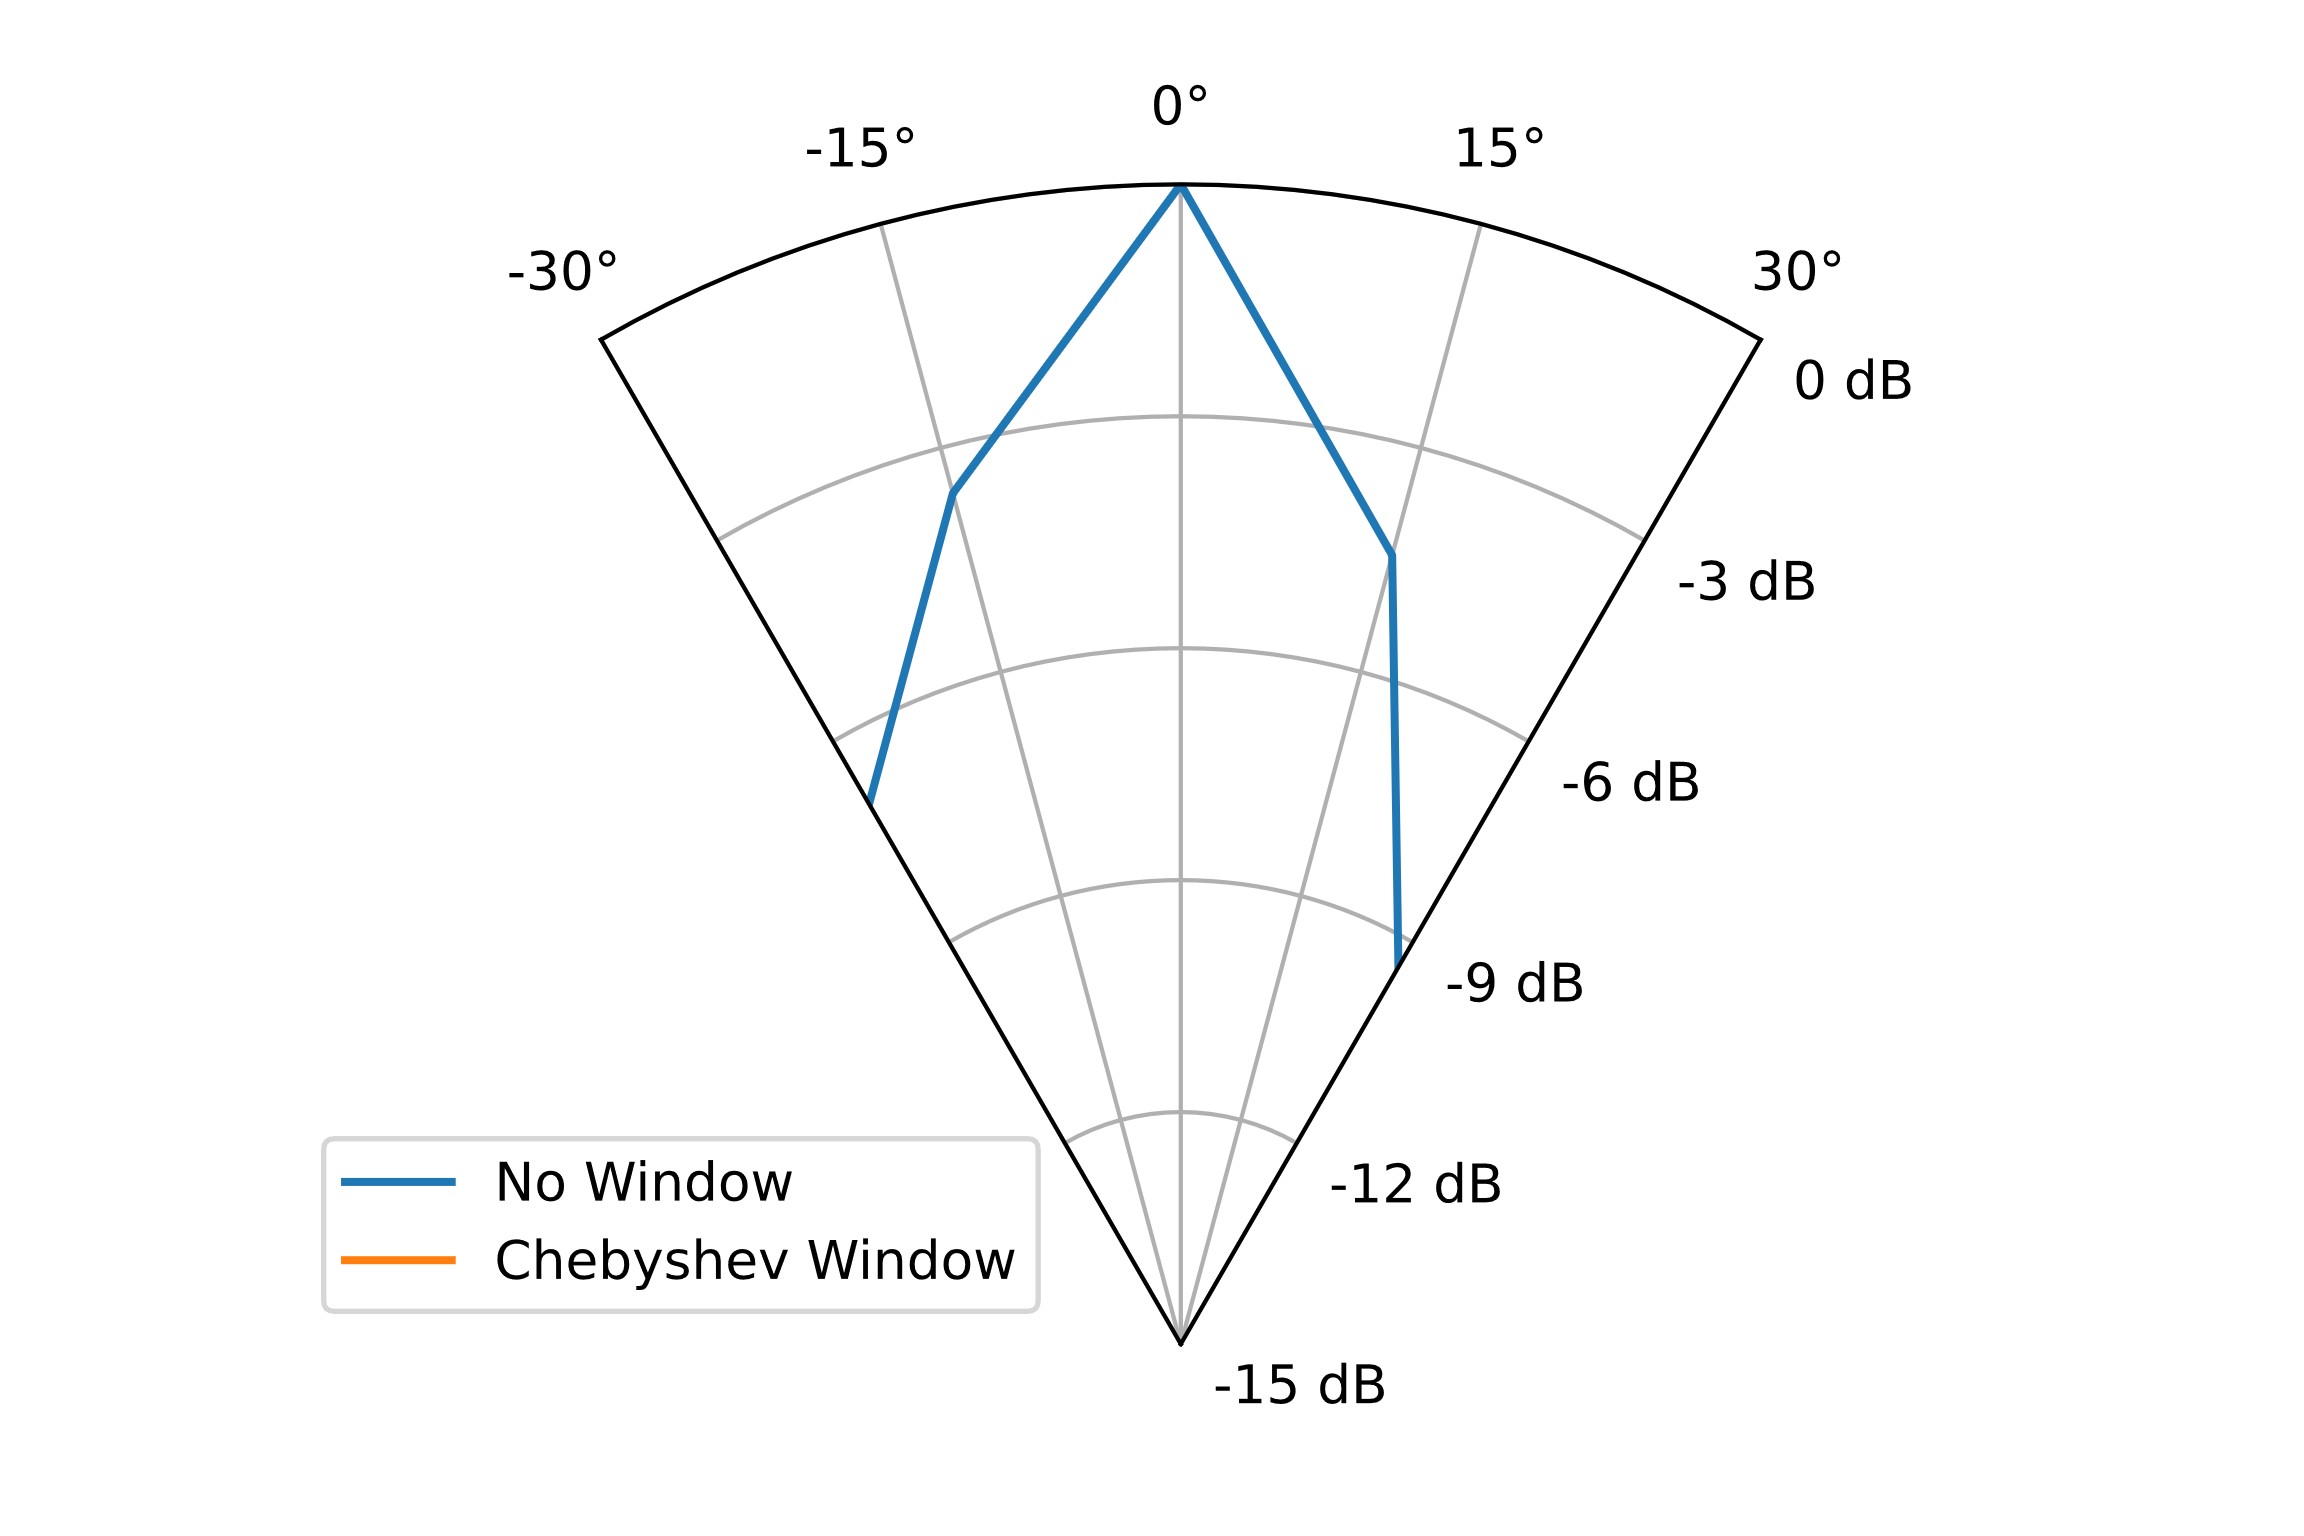 0°
-15°
15°
-30°
30°
0 dB
-3 dB
-6 dB
-9 dB
-12 dB
-15 dB
No Window
Chebyshev Window